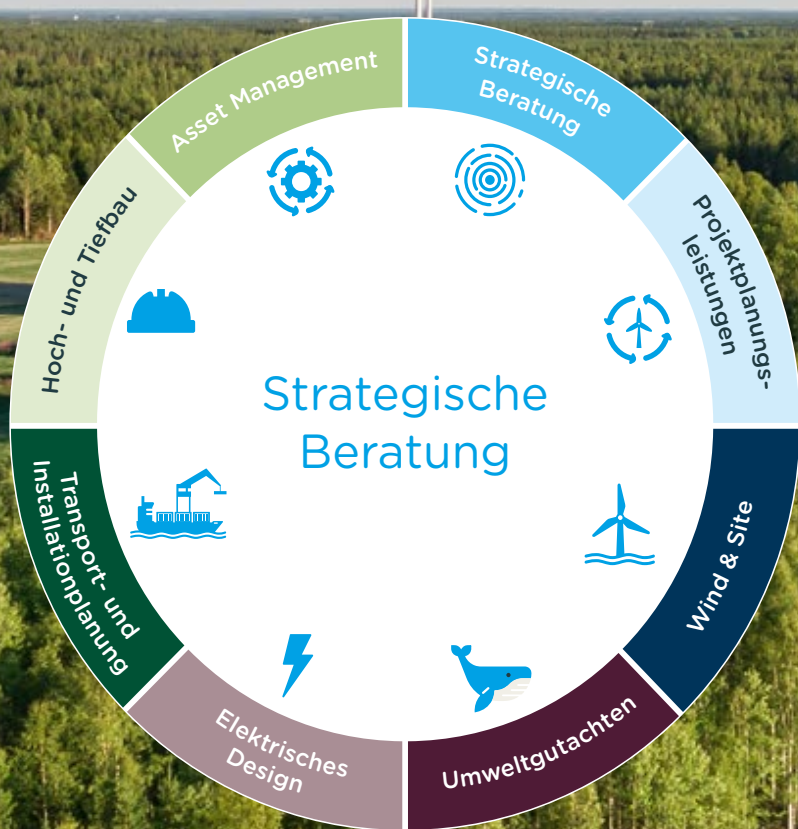 Asset Management
Strategische
Beratung
Projektplanungs-
leistungen
Wind & Site
Umweltgutachten
Elektrisches
Design
Transport- und
Installationplanung
Hoch- und Tiefbau
Strategische
Beratung